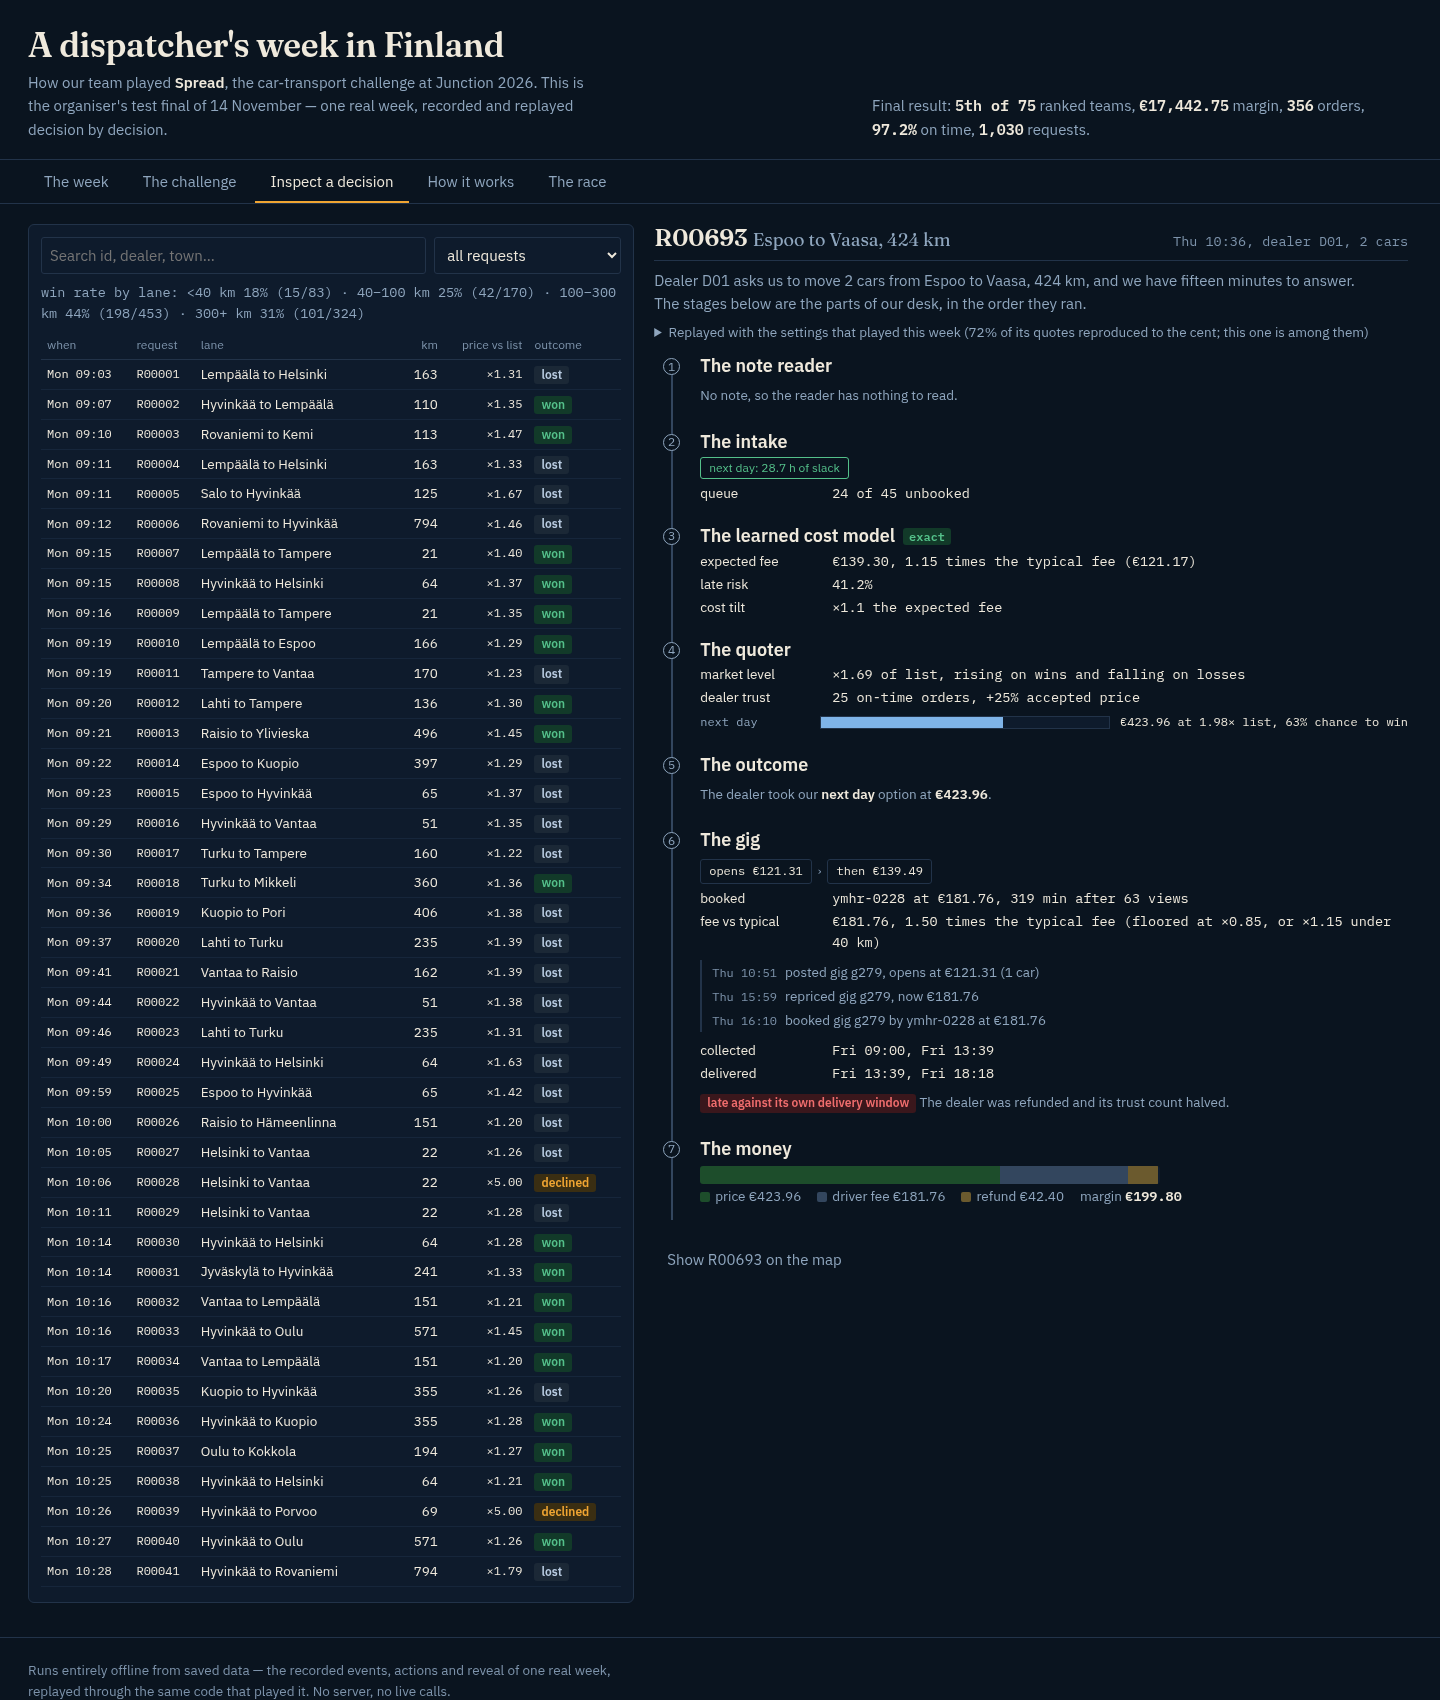 A dispatcher's week in Finland
How our team played Spread, the car-transport challenge at Junction 2026. This is
the organiser's test final of 14 November — one real week, recorded and replayed
decision by decision.
Final result: 5th of 75 ranked teams, €17,442.75 margin, 356 orders,
97.2% on time, 1,030 requests.
The week The challenge Inspect a decision How it works The race
Search id, dealer, town... all requests
win rate by lane: <40 km 18% (15/83) · 40–100 km 25% (42/170) · 100–300
km 44% (198/453) · 300+ km 31% (101/324)
when request lane km price vs list outcome
Mon 09:03 R00001 Lempäälä to Helsinki 163 ×1.31 lost
Mon 09:07 R00002 Hyvinkää to Lempäälä 110 ×1.35 won
Mon 09:10 R00003 Rovaniemi to Kemi 113 ×1.47 won
Mon 09:11 R00004 Lempäälä to Helsinki 163 ×1.33 lost
Mon 09:11 R00005 Salo to Hyvinkää 125 ×1.67 lost
Mon 09:12 R00006 Rovaniemi to Hyvinkää 794 ×1.46 lost
Mon 09:15 R00007 Lempäälä to Tampere 21 ×1.40 won
Mon 09:15 R00008 Hyvinkää to Helsinki 64 ×1.37 won
Mon 09:16 R00009 Lempäälä to Tampere 21 ×1.35 won
Mon 09:19 R00010 Lempäälä to Espoo 166 ×1.29 won
Mon 09:19 R00011 Tampere to Vantaa 170 ×1.23 lost
Mon 09:20 R00012 Lahti to Tampere 136 ×1.30 won
Mon 09:21 R00013 Raisio to Ylivieska 496 ×1.45 won
Mon 09:22 R00014 Espoo to Kuopio 397 ×1.29 lost
Mon 09:23 R00015 Espoo to Hyvinkää 65 ×1.37 lost
Mon 09:29 R00016 Hyvinkää to Vantaa 51 ×1.35 lost
Mon 09:30 R00017 Turku to Tampere 160 ×1.22 lost
Mon 09:34 R00018 Turku to Mikkeli 360 ×1.36 won
Mon 09:36 R00019 Kuopio to Pori 406 ×1.38 lost
Mon 09:37 R00020 Lahti to Turku 235 ×1.39 lost
Mon 09:41 R00021 Vantaa to Raisio 162 ×1.39 lost
Mon 09:44 R00022 Hyvinkää to Vantaa 51 ×1.38 lost
Mon 09:46 R00023 Lahti to Turku 235 ×1.31 lost
Mon 09:49 R00024 Hyvinkää to Helsinki 64 ×1.63 lost
Mon 09:59 R00025 Espoo to Hyvinkää 65 ×1.42 lost
Mon 10:00 R00026 Raisio to Hämeenlinna 151 ×1.20 lost
Mon 10:05 R00027 Helsinki to Vantaa 22 ×1.26 lost
Mon 10:06 R00028 Helsinki to Vantaa 22 ×5.00 declined
Mon 10:11 R00029 Helsinki to Vantaa 22 ×1.28 lost
Mon 10:14 R00030 Hyvinkää to Helsinki 64 ×1.28 won
Mon 10:14 R00031 Jyväskylä to Hyvinkää 241 ×1.33 won
Mon 10:16 R00032 Vantaa to Lempäälä 151 ×1.21 won
Mon 10:16 R00033 Hyvinkää to Oulu 571 ×1.45 won
Mon 10:17 R00034 Vantaa to Lempäälä 151 ×1.20 won
Mon 10:20 R00035 Kuopio to Hyvinkää 355 ×1.26 lost
Mon 10:24 R00036 Hyvinkää to Kuopio 355 ×1.28 won
Mon 10:25 R00037 Oulu to Kokkola 194 ×1.27 won
Mon 10:25 R00038 Hyvinkää to Helsinki 64 ×1.21 won
Mon 10:26 R00039 Hyvinkää to Porvoo 69 ×5.00 declined
Mon 10:27 R00040 Hyvinkää to Oulu 571 ×1.26 won
Mon 10:28 R00041 Hyvinkää to Rovaniemi 794 ×1.79 lost
R00693 Espoo to Vaasa, 424 km Thu 10:36, dealer D01, 2 cars
Dealer D01 asks us to move 2 cars from Espoo to Vaasa, 424 km, and we have fifteen minutes to answer.
The stages below are the parts of our desk, in the order they ran.
▶ Replayed with the settings that played this week (72% of its quotes reproduced to the cent; this one is among them)
1 The note reader
No note, so the reader has nothing to read.
2 The intake
next day: 28.7 h of slack
queue 24 of 45 unbooked
3 The learned cost model exact
expected fee €139.30, 1.15 times the typical fee (€121.17)
late risk 41.2%
cost tilt ×1.1 the expected fee
4 The quoter
market level ×1.69 of list, rising on wins and falling on losses
dealer trust 25 on-time orders, +25% accepted price
next day €423.96 at 1.98× list, 63% chance to win
5 The outcome
The dealer took our next day option at €423.96.
6 The gig
opens €121.31 › then €139.49
booked ymhr-0228 at €181.76, 319 min after 63 views
fee vs typical €181.76, 1.50 times the typical fee (floored at ×0.85, or ×1.15 under
40 km)
Thu 10:51 posted gig g279, opens at €121.31 (1 car)
Thu 15:59 repriced gig g279, now €181.76
Thu 16:10 booked gig g279 by ymhr-0228 at €181.76
collected Fri 09:00, Fri 13:39
delivered Fri 13:39, Fri 18:18
late against its own delivery window The dealer was refunded and its trust count halved.
7 The money
price €423.96 driver fee €181.76 refund €42.40 margin €199.80
Show R00693 on the map
Runs entirely offline from saved data — the recorded events, actions and reveal of one real week,
replayed through the same code that played it. No server, no live calls.